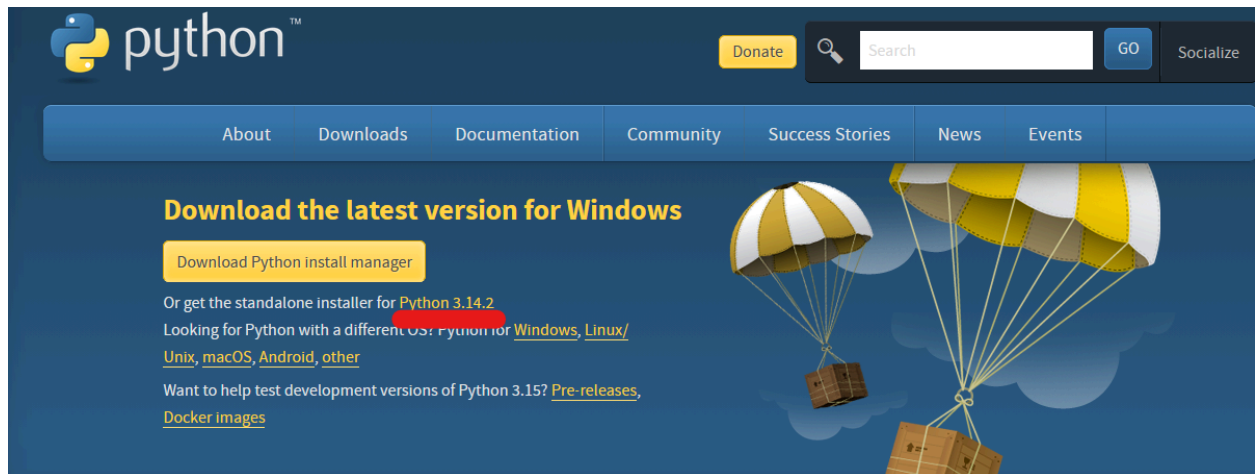 python™
Donate
Search
GO
Socialize
About
Downloads
Documentation
Community
Success Stories
News
Events
Download the latest version for Windows
Download Python install manager
Or get the standalone installer for Python 3.14.2
Looking for Python with a different OS? Python for Windows, Linux/
Unix, macOS, Android, other
Want to help test development versions of Python 3.15? Pre-releases,
Docker images